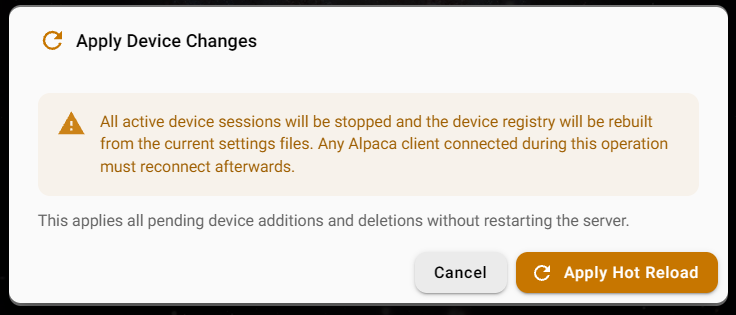 Apply Device Changes
All active device sessions will be stopped and the device registry will be rebuilt
from the current settings files. Any Alpaca client connected during this operation
must reconnect afterwards.
This applies all pending device additions and deletions without restarting the server.
Cancel
Apply Hot Reload